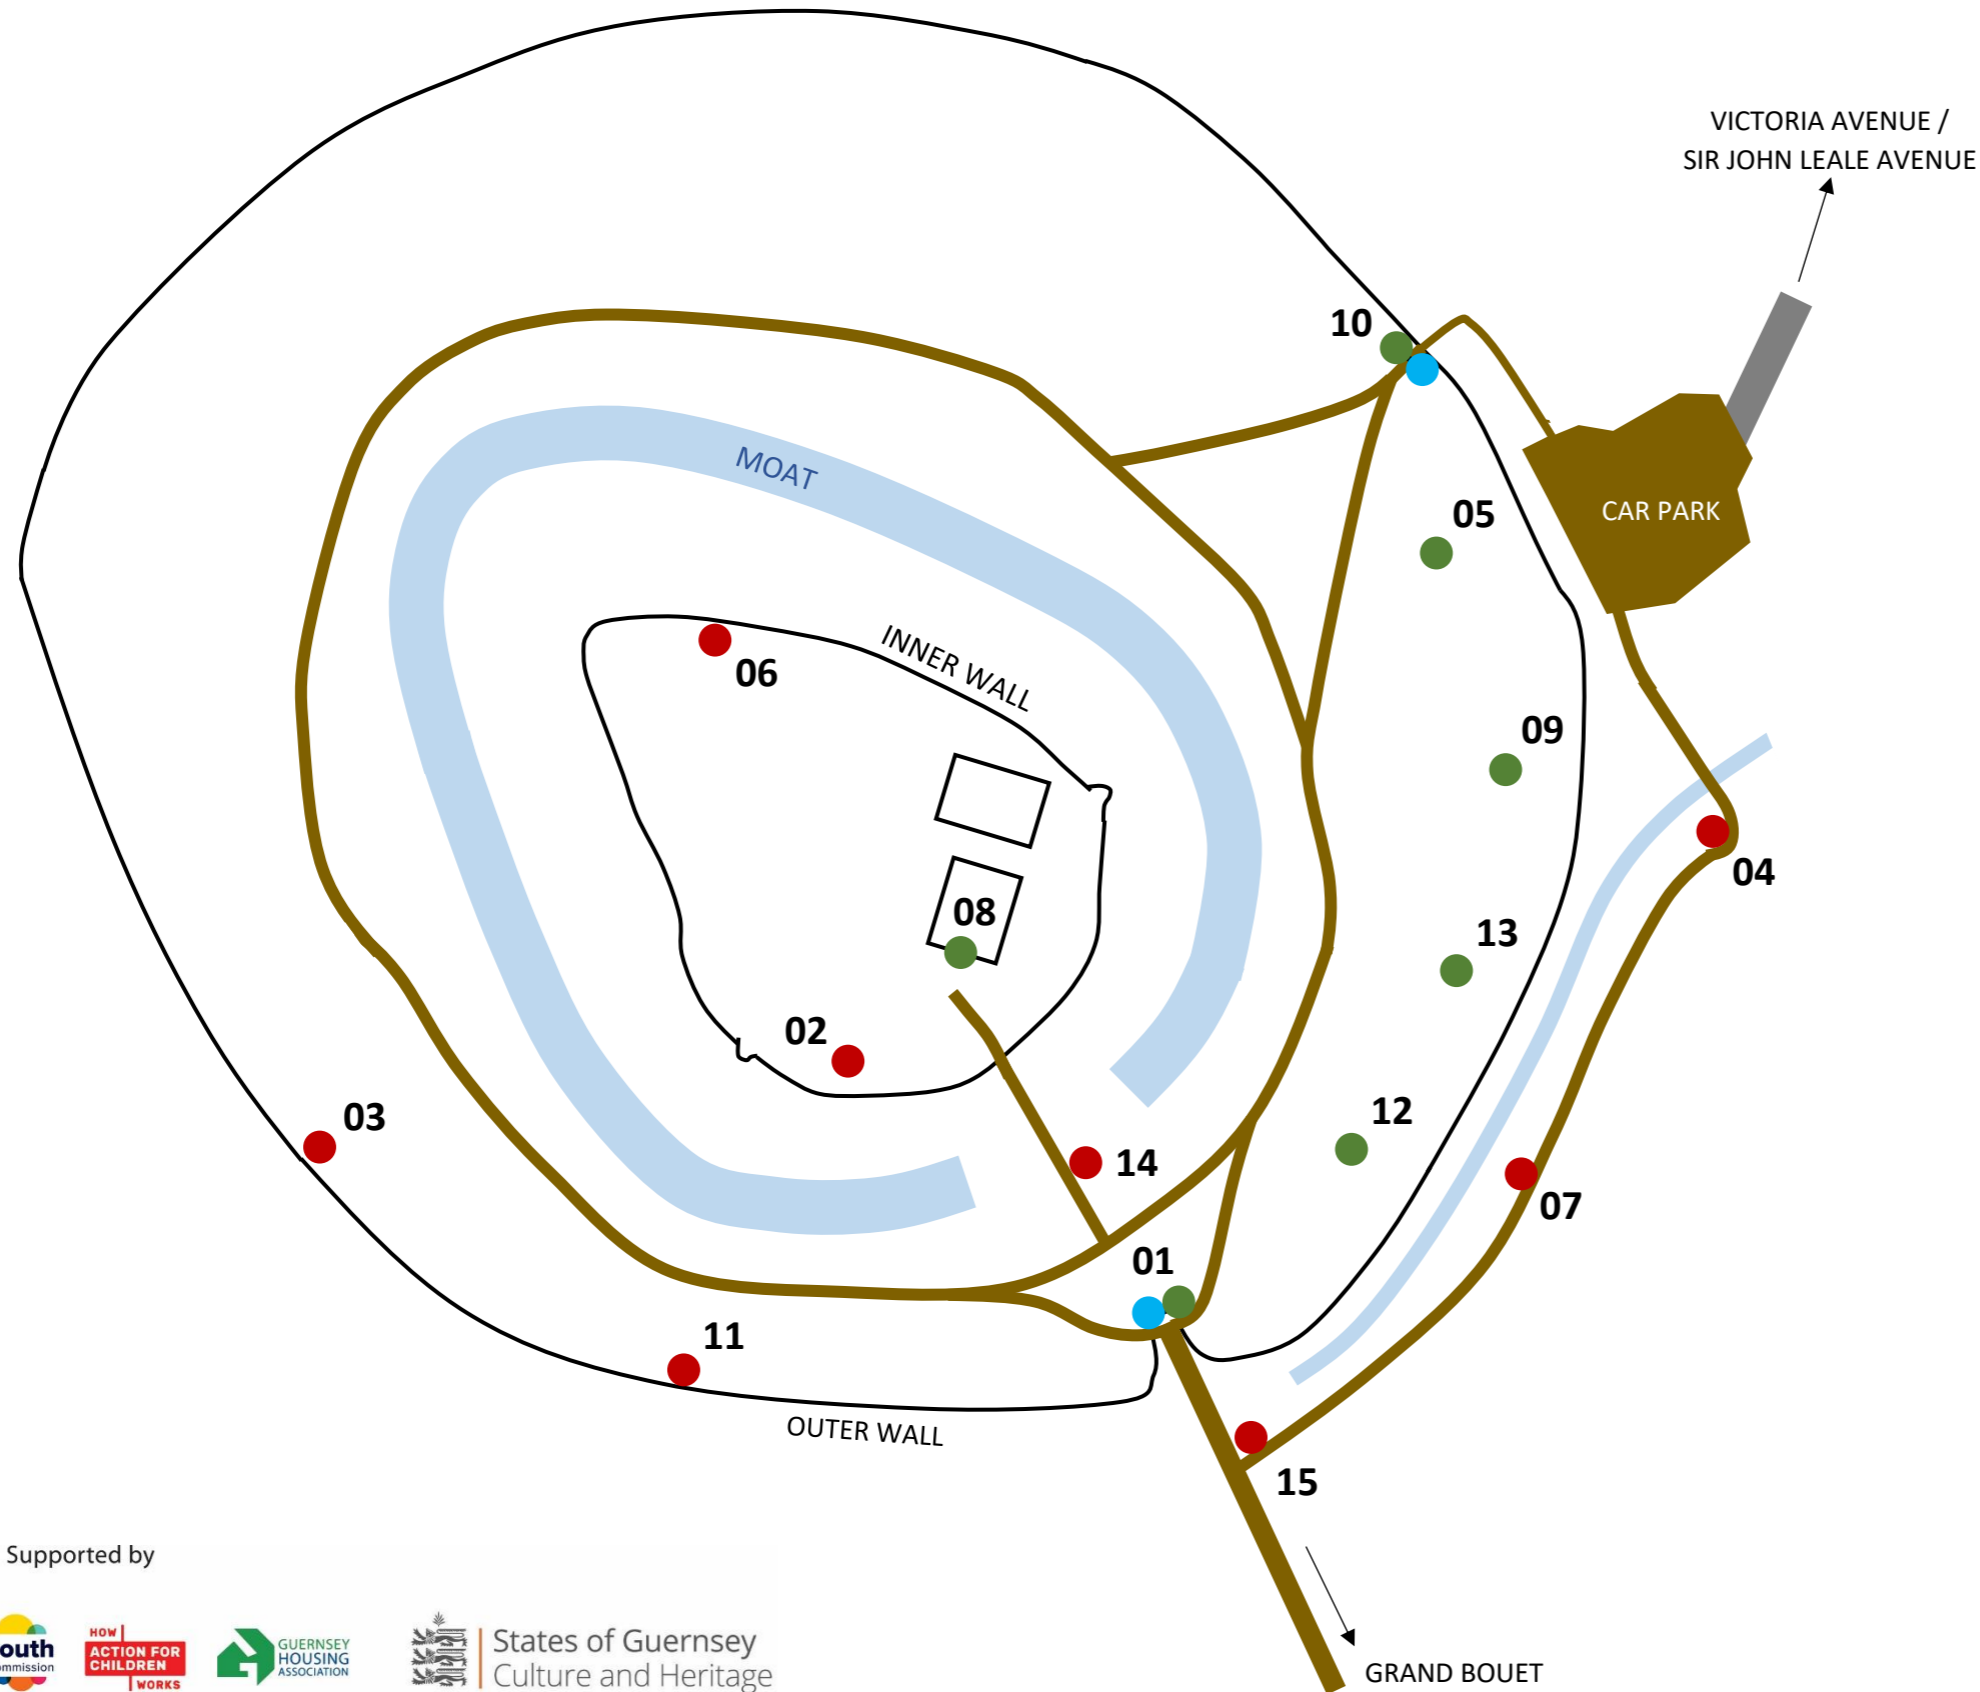 VICTORIA AVENUE /
SIR JOHN LEALE AVENUE
10
MOAT
05
CAR PARK
INNER WALL
06
09
04
08
13
02
03
12
14
07
01
11
OUTER WALL
15
Supported by
outh
mmission
HOW
ACTION FOR
CHILDREN
WORKS
GUERNSEY
HOUSING
ASSOCIATION
States of Guernsey
Culture and Heritage
GRAND BOUET